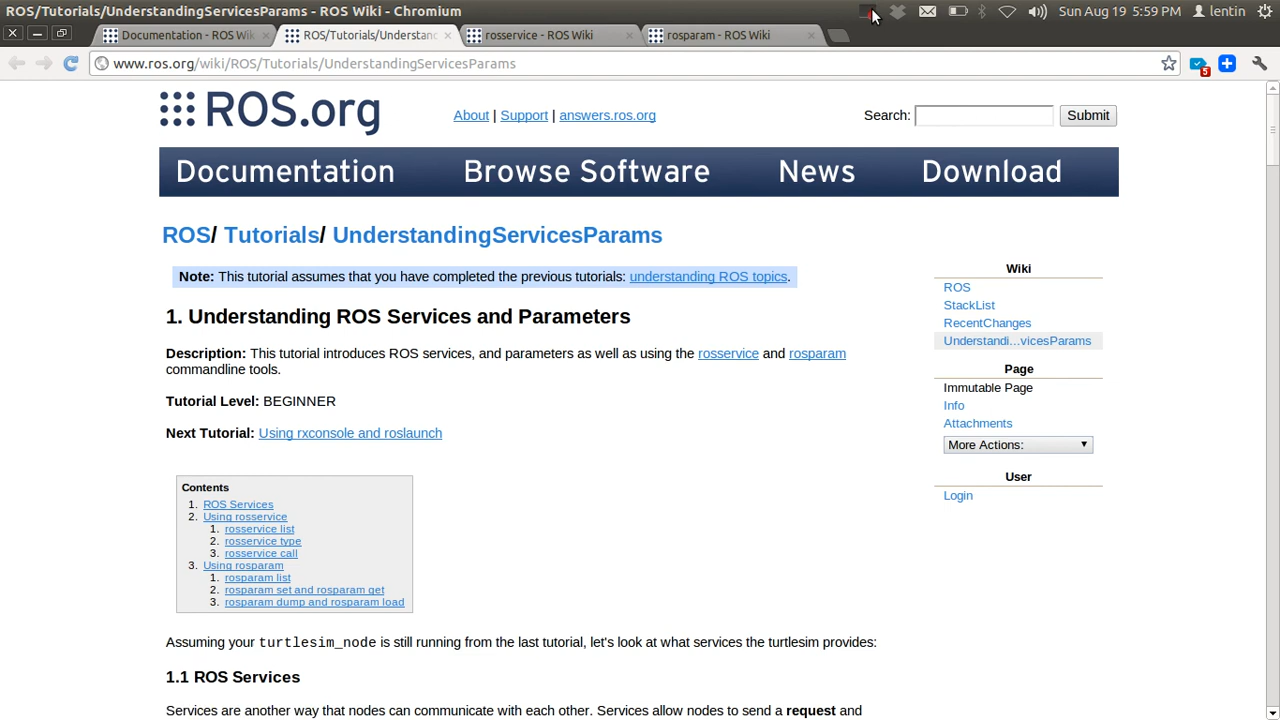 ROS/Tutorials/UnderstandingServicesParams - ROS Wiki - Chromium
Sun Aug 19 5:59 PM lentin
Documentation - ROS Wik
ROS/Tutorials/Understand
rosservice - ROS Wiki
rosparam - ROS Wiki
www.ros.org/wiki/ROS/Tutorials/UnderstandingServicesParams
5
ROS.org
About | Support | answers.ros.org
Search:
Submit
Documentation
Browse Software
News
Download
ROS/ Tutorials/ UnderstandingServicesParams
Note: This tutorial assumes that you have completed the previous tutorials: understanding ROS topics.
1. Understanding ROS Services and Parameters
Description: This tutorial introduces ROS services, and parameters as well as using the rosservice and rosparam
commandline tools.
Tutorial Level: BEGINNER
Next Tutorial: Using rxconsole and roslaunch
Contents
1. ROS Services
2. Using rosservice
1. rosservice list
2. rosservice type
3. rosservice call
3. Using rosparam
1. rosparam list
2. rosparam set and rosparam get
3. rosparam dump and rosparam load
Assuming your turtlesim_node is still running from the last tutorial, let's look at what services the turtlesim provides:
1.1 ROS Services
Services are another way that nodes can communicate with each other. Services allow nodes to send a request and
Wiki
ROS
StackList
RecentChanges
Understandi...vicesParams
Page
Immutable Page
Info
Attachments
More Actions:
User
Login